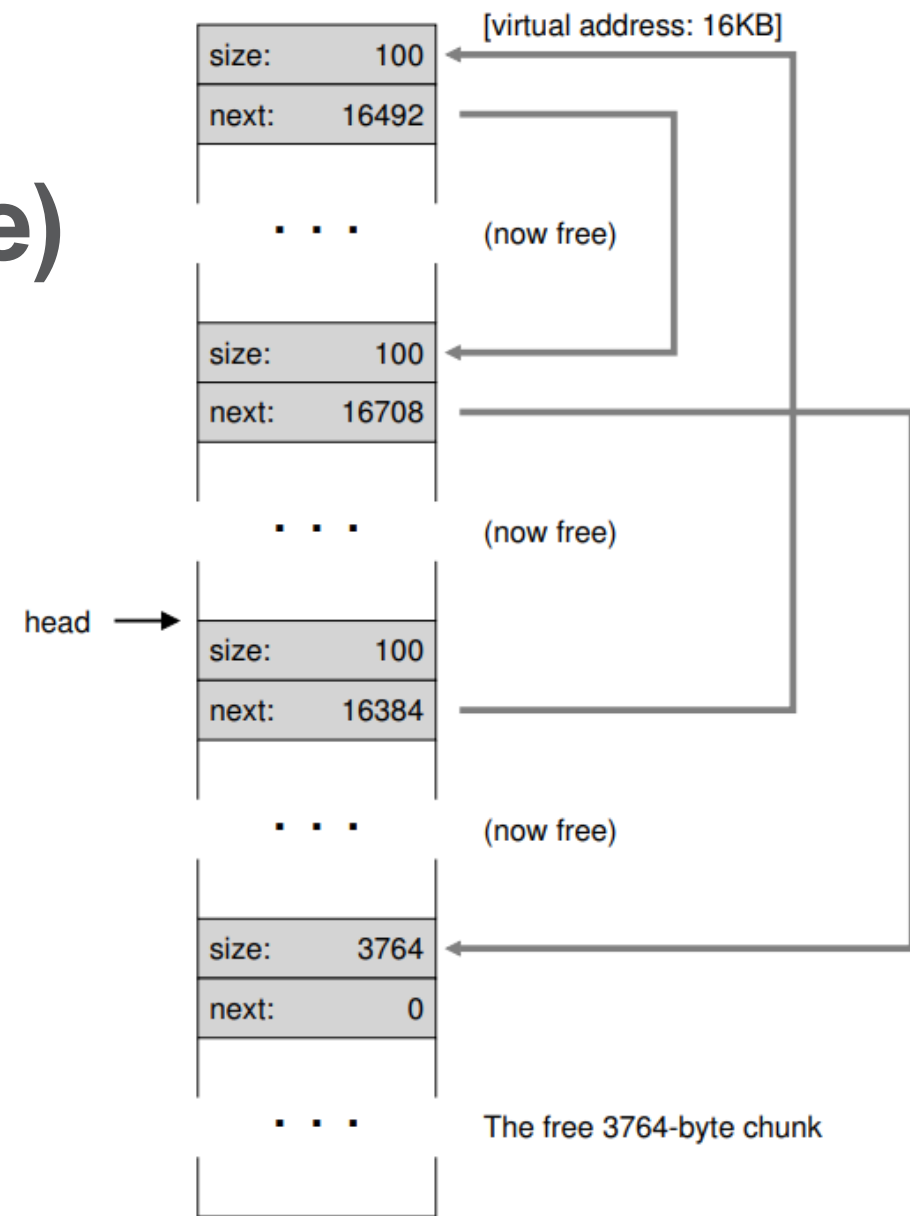 [virtual address: 16KB]
size: 100
next: 16492
e)
. . . (now free)
size: 100
next: 16708
. . . (now free)
head
size: 100
next: 16384
. . . (now free)
size: 3764
next: 0
. . . The free 3764-byte chunk